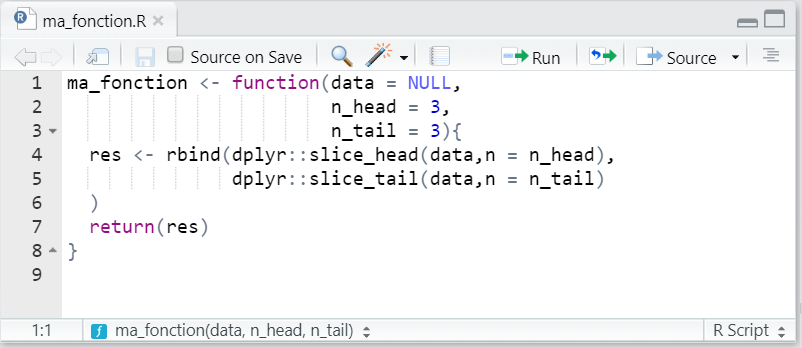 ma_fonction.R
Source on Save
Run
Source
1 ma_fonction <- function(data = NULL,
2 n_head = 3,
3 n_tail = 3){
4 res <- rbind(dplyr::slice_head(data,n = n_head),
5 dplyr::slice_tail(data,n = n_tail)
6 )
7 return(res)
8 }
9
1:1 ƒ ma_fonction(data, n_head, n_tail) R Script